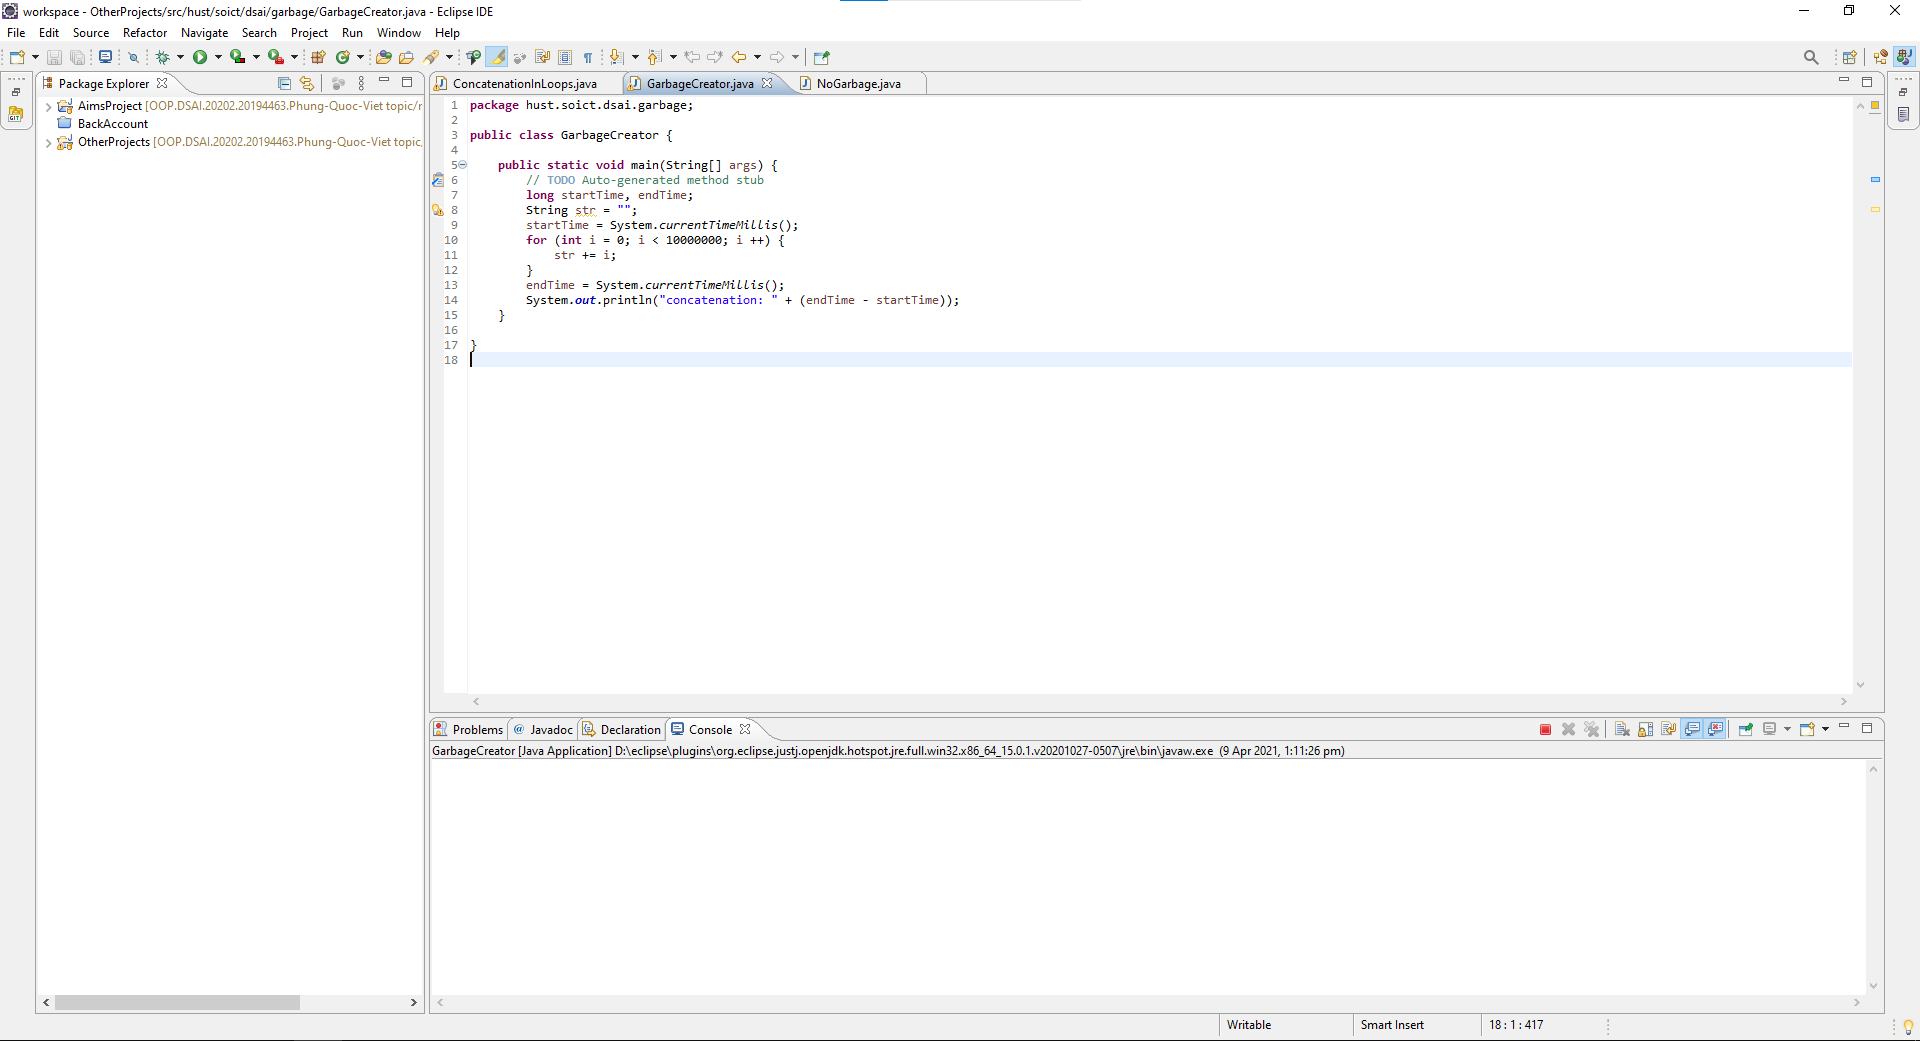 workspace - OtherProjects/src/hust/soict/dsai/garbage/GarbageCreator.java - Eclipse IDE
File Edit Source Refactor Navigate Search Project Run Window Help
Package Explorer
AimsProject [OOP.DSAI.20202.20194463.Phung-Quoc-Viet topic/r
BackAccount
OtherProjects [OOP.DSAI.20202.20194463.Phung-Quoc-Viet topic,
GIT
ConcatenationInLoops.java GarbageCreator.java NoGarbage.java
1 package hust.soict.dsai.garbage;
2
3 public class GarbageCreator {
4
5 public static void main(String[] args) {
6 // TODO Auto-generated method stub
7 long startTime, endTime;
8 String str = "";
9 startTime = System.currentTimeMillis();
10 for (int i = 0; i < 10000000; i ++) {
11 str += i;
12 }
13 endTime = System.currentTimeMillis();
14 System.out.println("concatenation: " + (endTime - startTime));
15 }
16
17 }
18
Problems @ Javadoc Declaration Console
GarbageCreator [Java Application] D:\eclipse\plugins\org.eclipse.justj.openjdk.hotspot.jre.full.win32.x86_64_15.0.1.v20201027-0507\jre\bin\javaw.exe (9 Apr 2021, 1:11:26 pm)
Writable Smart Insert 18 : 1 : 417